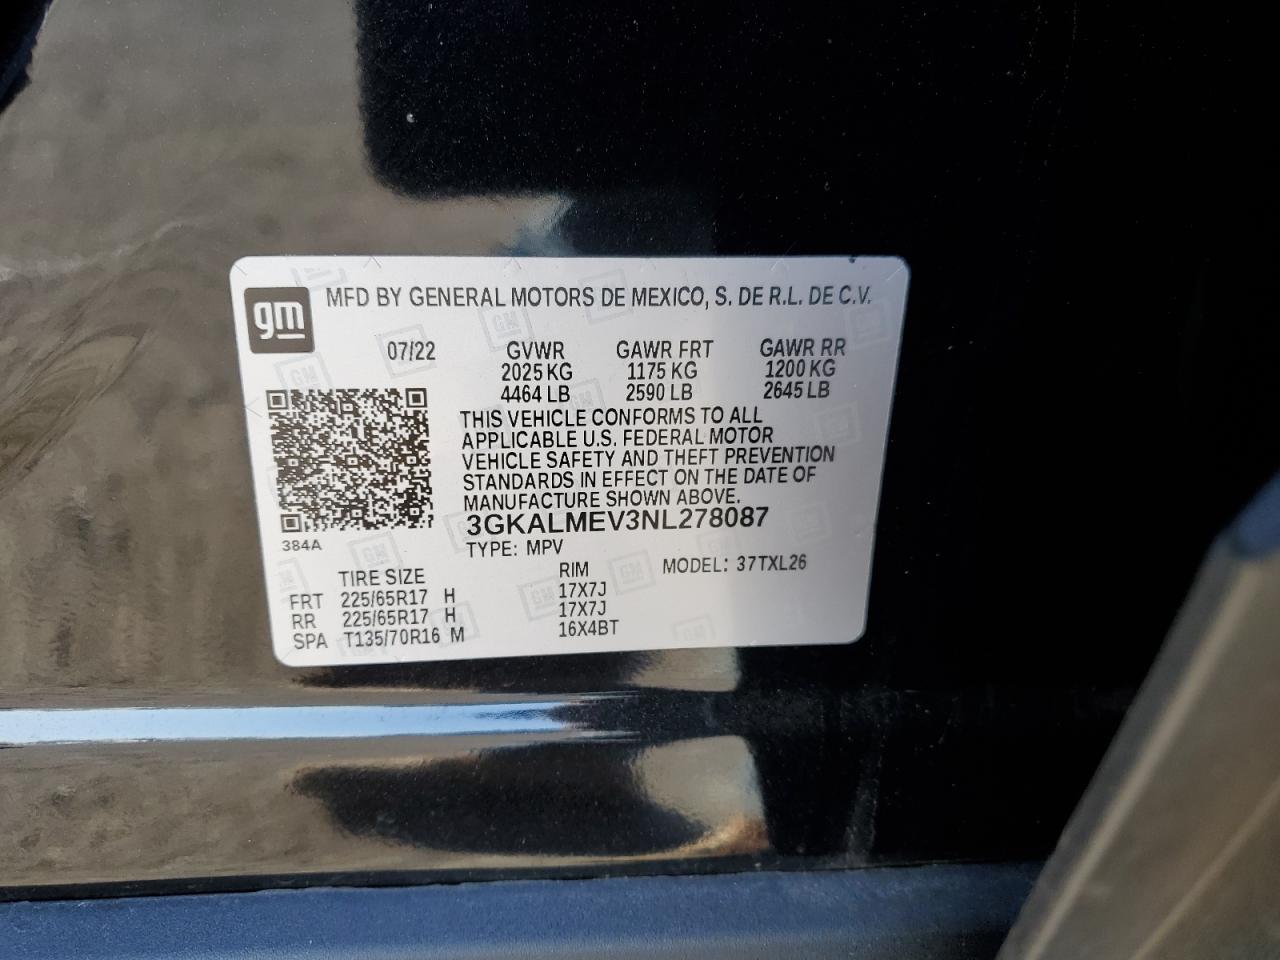 gm
MFD BY GENERAL MOTORS DE MEXICO, S. DE R.L. DE C.V.
07/22 GVWR GAWR FRT GAWR RR
2025 KG 1175 KG 1200 KG
4464 LB 2590 LB 2645 LB
THIS VEHICLE CONFORMS TO ALL
APPLICABLE U.S. FEDERAL MOTOR
VEHICLE SAFETY AND THEFT PREVENTION
STANDARDS IN EFFECT ON THE DATE OF
MANUFACTURE SHOWN ABOVE.
3GKALMEV3NL278087
384A
TYPE: MPV
TIRE SIZE RIM MODEL: 37TXL26
FRT 225/65R17 H 17X7J
RR 225/65R17 H 17X7J
SPA T135/70R16 M 16X4BT